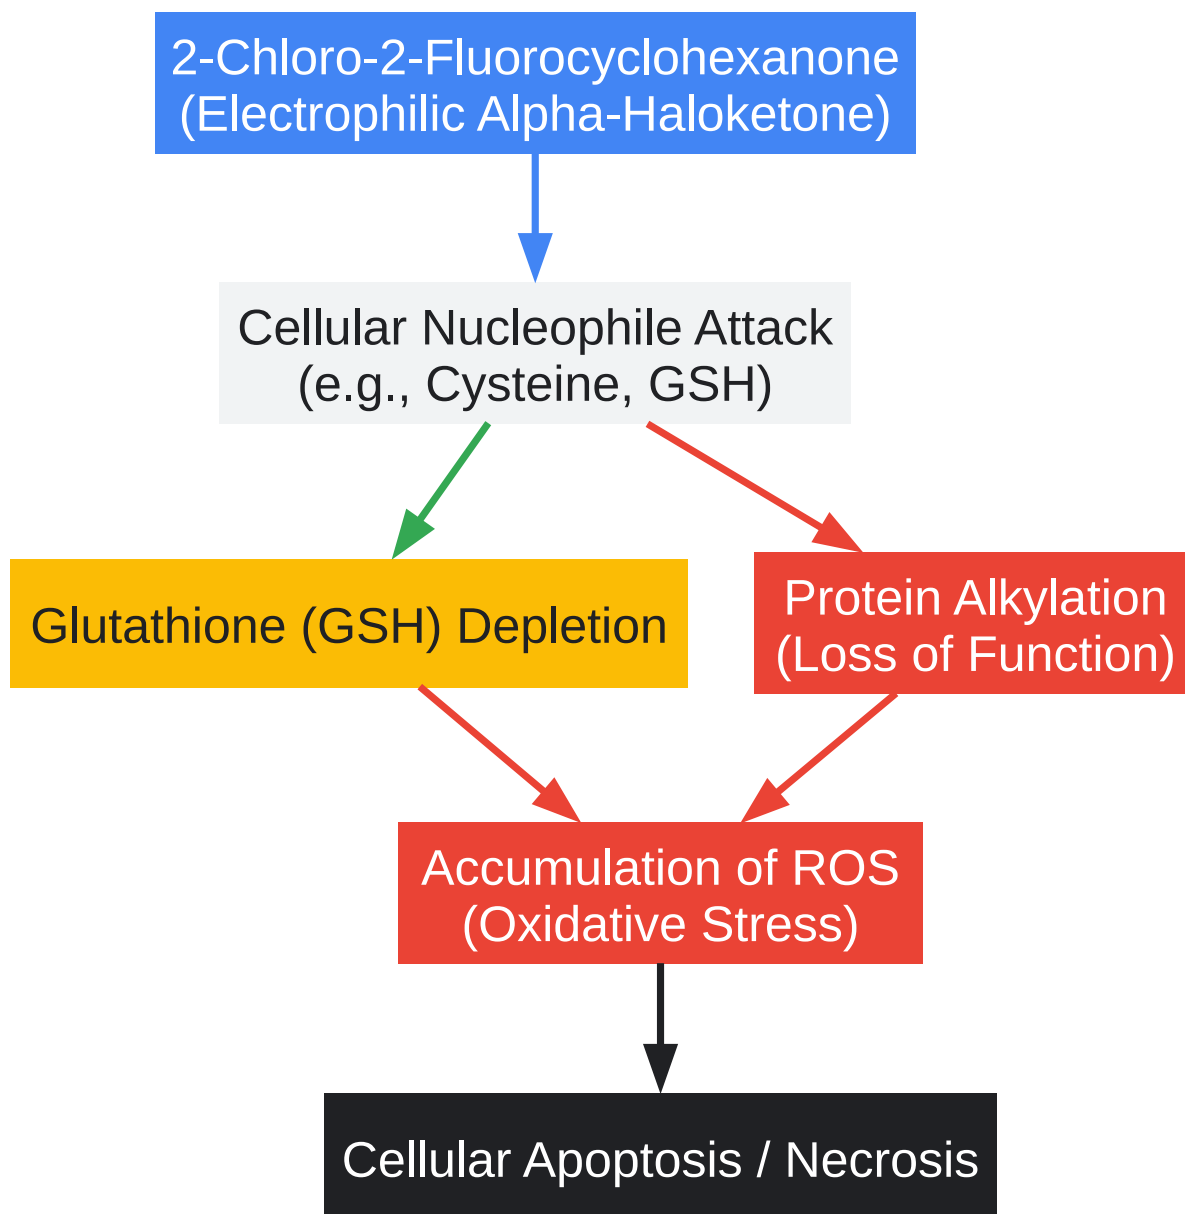 2-Chloro-2-Fluorocyclohexanone
(Electrophilic Alpha-Haloketone)
Cellular Nucleophile Attack
(e.g., Cysteine, GSH)
Glutathione (GSH) Depletion
Protein Alkylation
(Loss of Function)
Accumulation of ROS
(Oxidative Stress)
Cellular Apoptosis / Necrosis